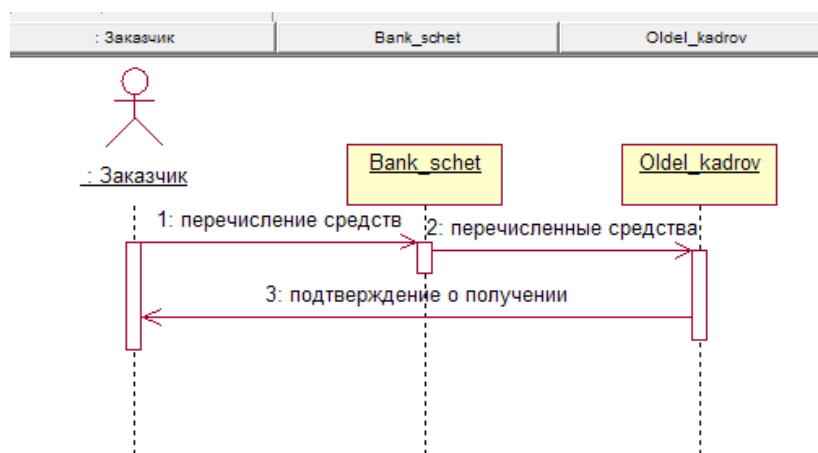 : Заказчик Bank_schet Oldel_kadrov
: Заказчик
Bank_schet
Oldel_kadrov
1: перечисление средств
2: перечисленные средства
3: подтверждение о получении